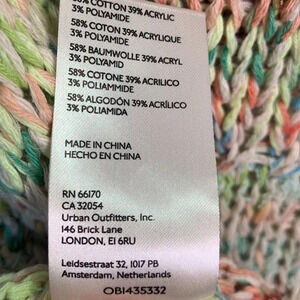 58% COTTON 39% ACRYLIC
3% POLYAMIDE
58% COTON 39% ACRYLIQUE
3% POLYAMIDE
58% BAUMWOLLE 39% ACRYL
3% POLYAMID
58% COTONE 39% ACRILICO
3% POLIAMMIDE
58% ALGODÓN 39% ACRÍLICO
3% POLIAMIDA
MADE IN CHINA
HECHO EN CHINA
RN 66170
CA 32054
Urban Outfitters, Inc.
146 Brick Lane
LONDON, E1 6RU
Leidsestraat 32, 1017 PB
Amsterdam, Netherlands
OB1435332